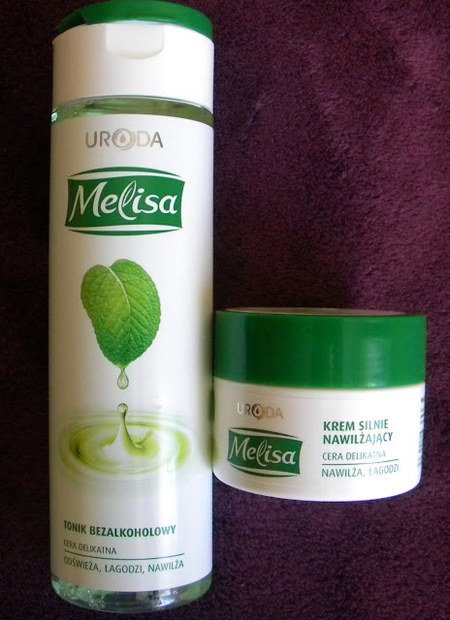 URODA
Melisa
TONIK BEZALKOHOLOWY
CERA DELIKATNA
ODŚWIEŻA, ŁAGODZI, NAWILŻA
URODA
Melisa
KREM SILNIE
NAWILŻAJĄCY
CERA DELIKATNA
NAWILŻA, ŁAGODZI